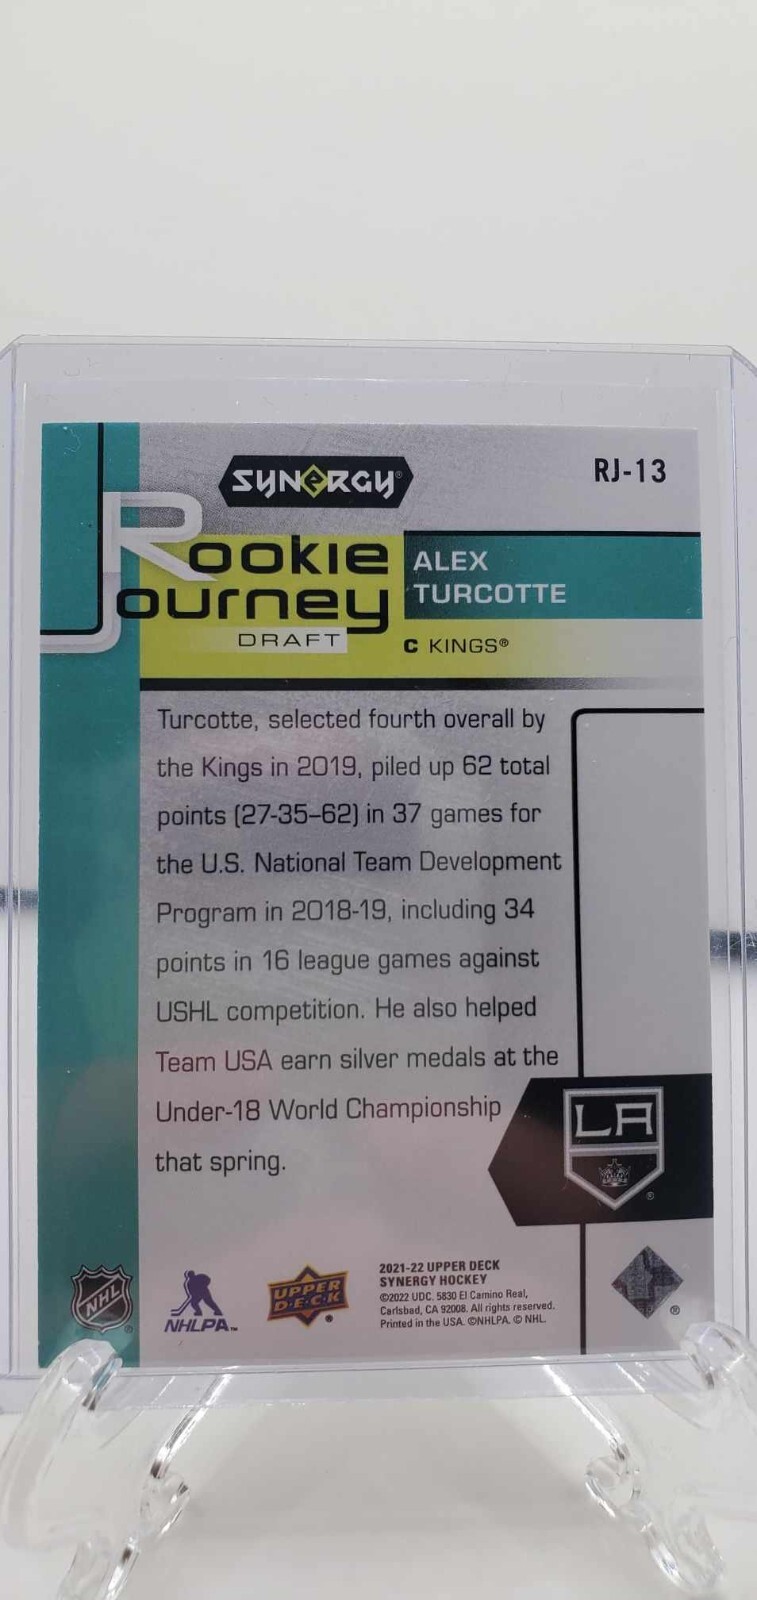 SYNERGY®
RJ-13
Rookie
Journey
DRAFT
ALEX
TURCOTTE
C KINGS®
Turcotte, selected fourth overall by
the Kings in 2019, piled up 62 total
points (27-35–62) in 37 games for
the U.S. National Team Development
Program in 2018-19, including 34
points in 16 league games against
USHL competition. He also helped
Team USA earn silver medals at the
Under-18 World Championship
that spring.
LA
®
NHL
®
NHLPA™
UPPER
D·E·C·K
®
2021-22 UPPER DECK
SYNERGY HOCKEY
©2022 UDC. 5830 El Camino Real,
Carlsbad, CA 92008. All rights reserved.
Printed in the USA. ©NHLPA. © NHL.
®